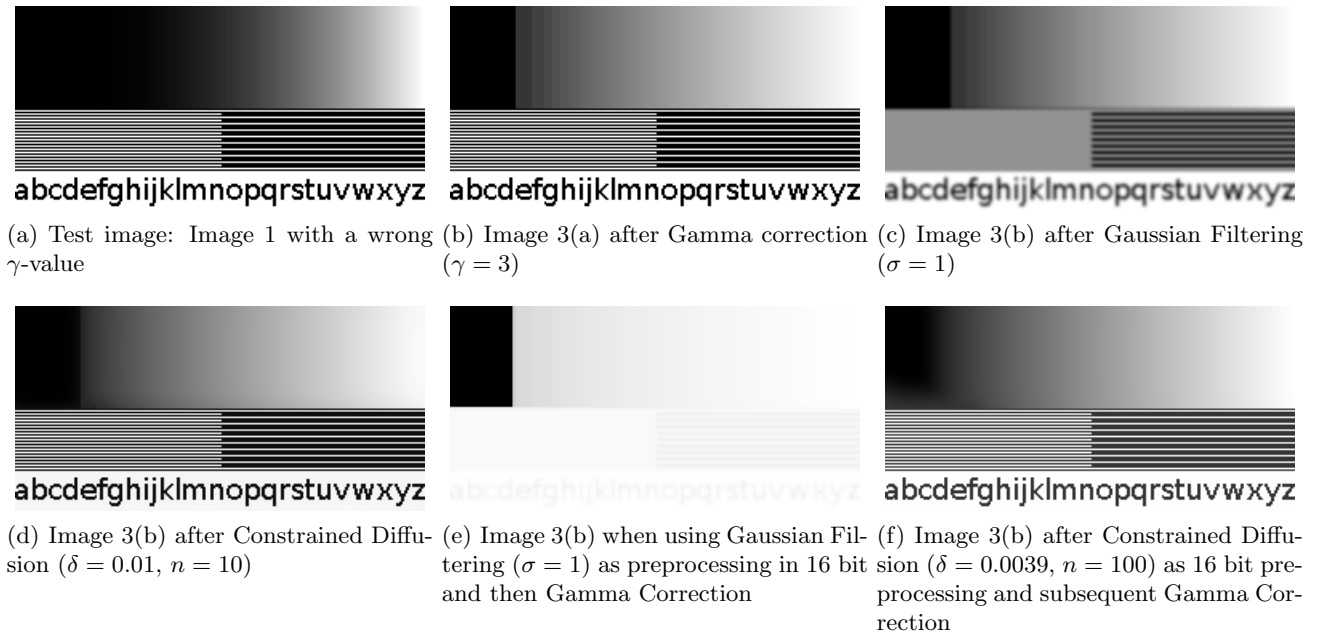 abcdefghijklmnopqrstuvwxyz
abcdefghijklmnopqrstuvwxyz
abcdefghijklmnopqrstuvwxyz
(a) Test image: Image 1 with a wrong
γ-value
(b) Image 3(a) after Gamma correction
(γ = 3)
(c) Image 3(b) after Gaussian Filtering
(σ = 1)
abcdefghijklmnopqrstuvwxyz
abcdefghijklmnopqrstuvwxyz
abcdefghijklmnopqrstuvwxyz
(d) Image 3(b) after Constrained Diffu-
sion (δ = 0.01, n = 10)
(e) Image 3(b) when using Gaussian Fil-
tering (σ = 1) as preprocessing in 16 bit
and then Gamma Correction
(f) Image 3(b) after Constrained Diffu-
sion (δ = 0.0039, n = 100) as 16 bit pre-
processing and subsequent Gamma Cor-
rection